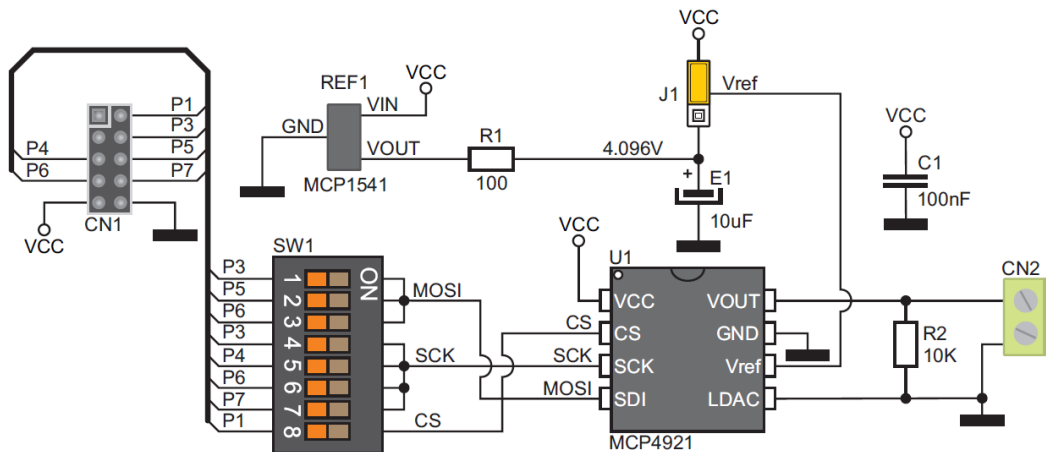 VCC
REF1
VCC
VIN
GND
VOUT
MCP1541
R1
100
4.096V
J1
Vref
E1
+
10uF
VCC
C1
100nF
P1
P3
P4
P5
P6
P7
VCC
CN1
SW1
ON
P3
1
P5
2
P6
3
P3
4
P4
5
P6
6
P7
7
P1
8
MOSI
SCK
CS
VCC
U1
CS
SCK
MOSI
VCC
CS
SCK
SDI
VOUT
GND
Vref
LDAC
MCP4921
R2
10K
CN2